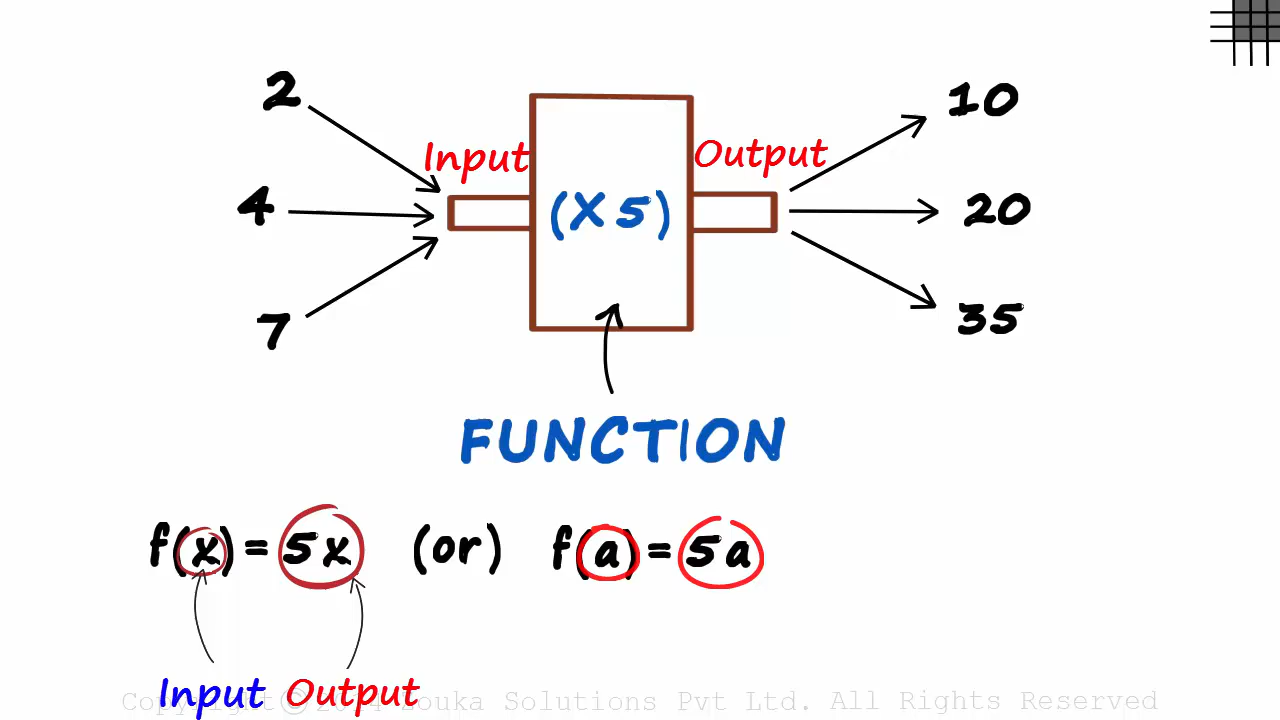 2
10
Input
Output
4
(X 5)
20
7
35
FUNCTION
f(x) = 5x (or) f(a) = 5a
Input Output
Solutions Pvt Ltd. All Rights Reserved